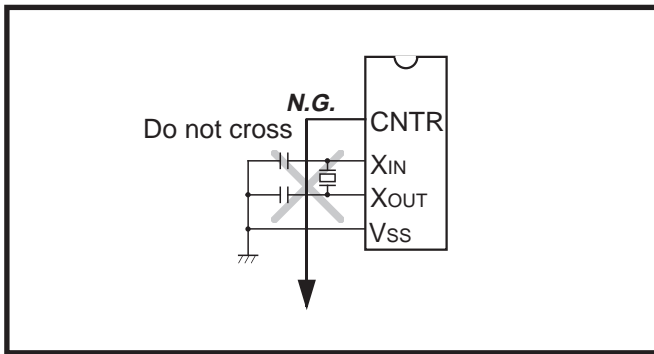 N.G.
Do not cross
CNTR
XIN
XOUT
VSS